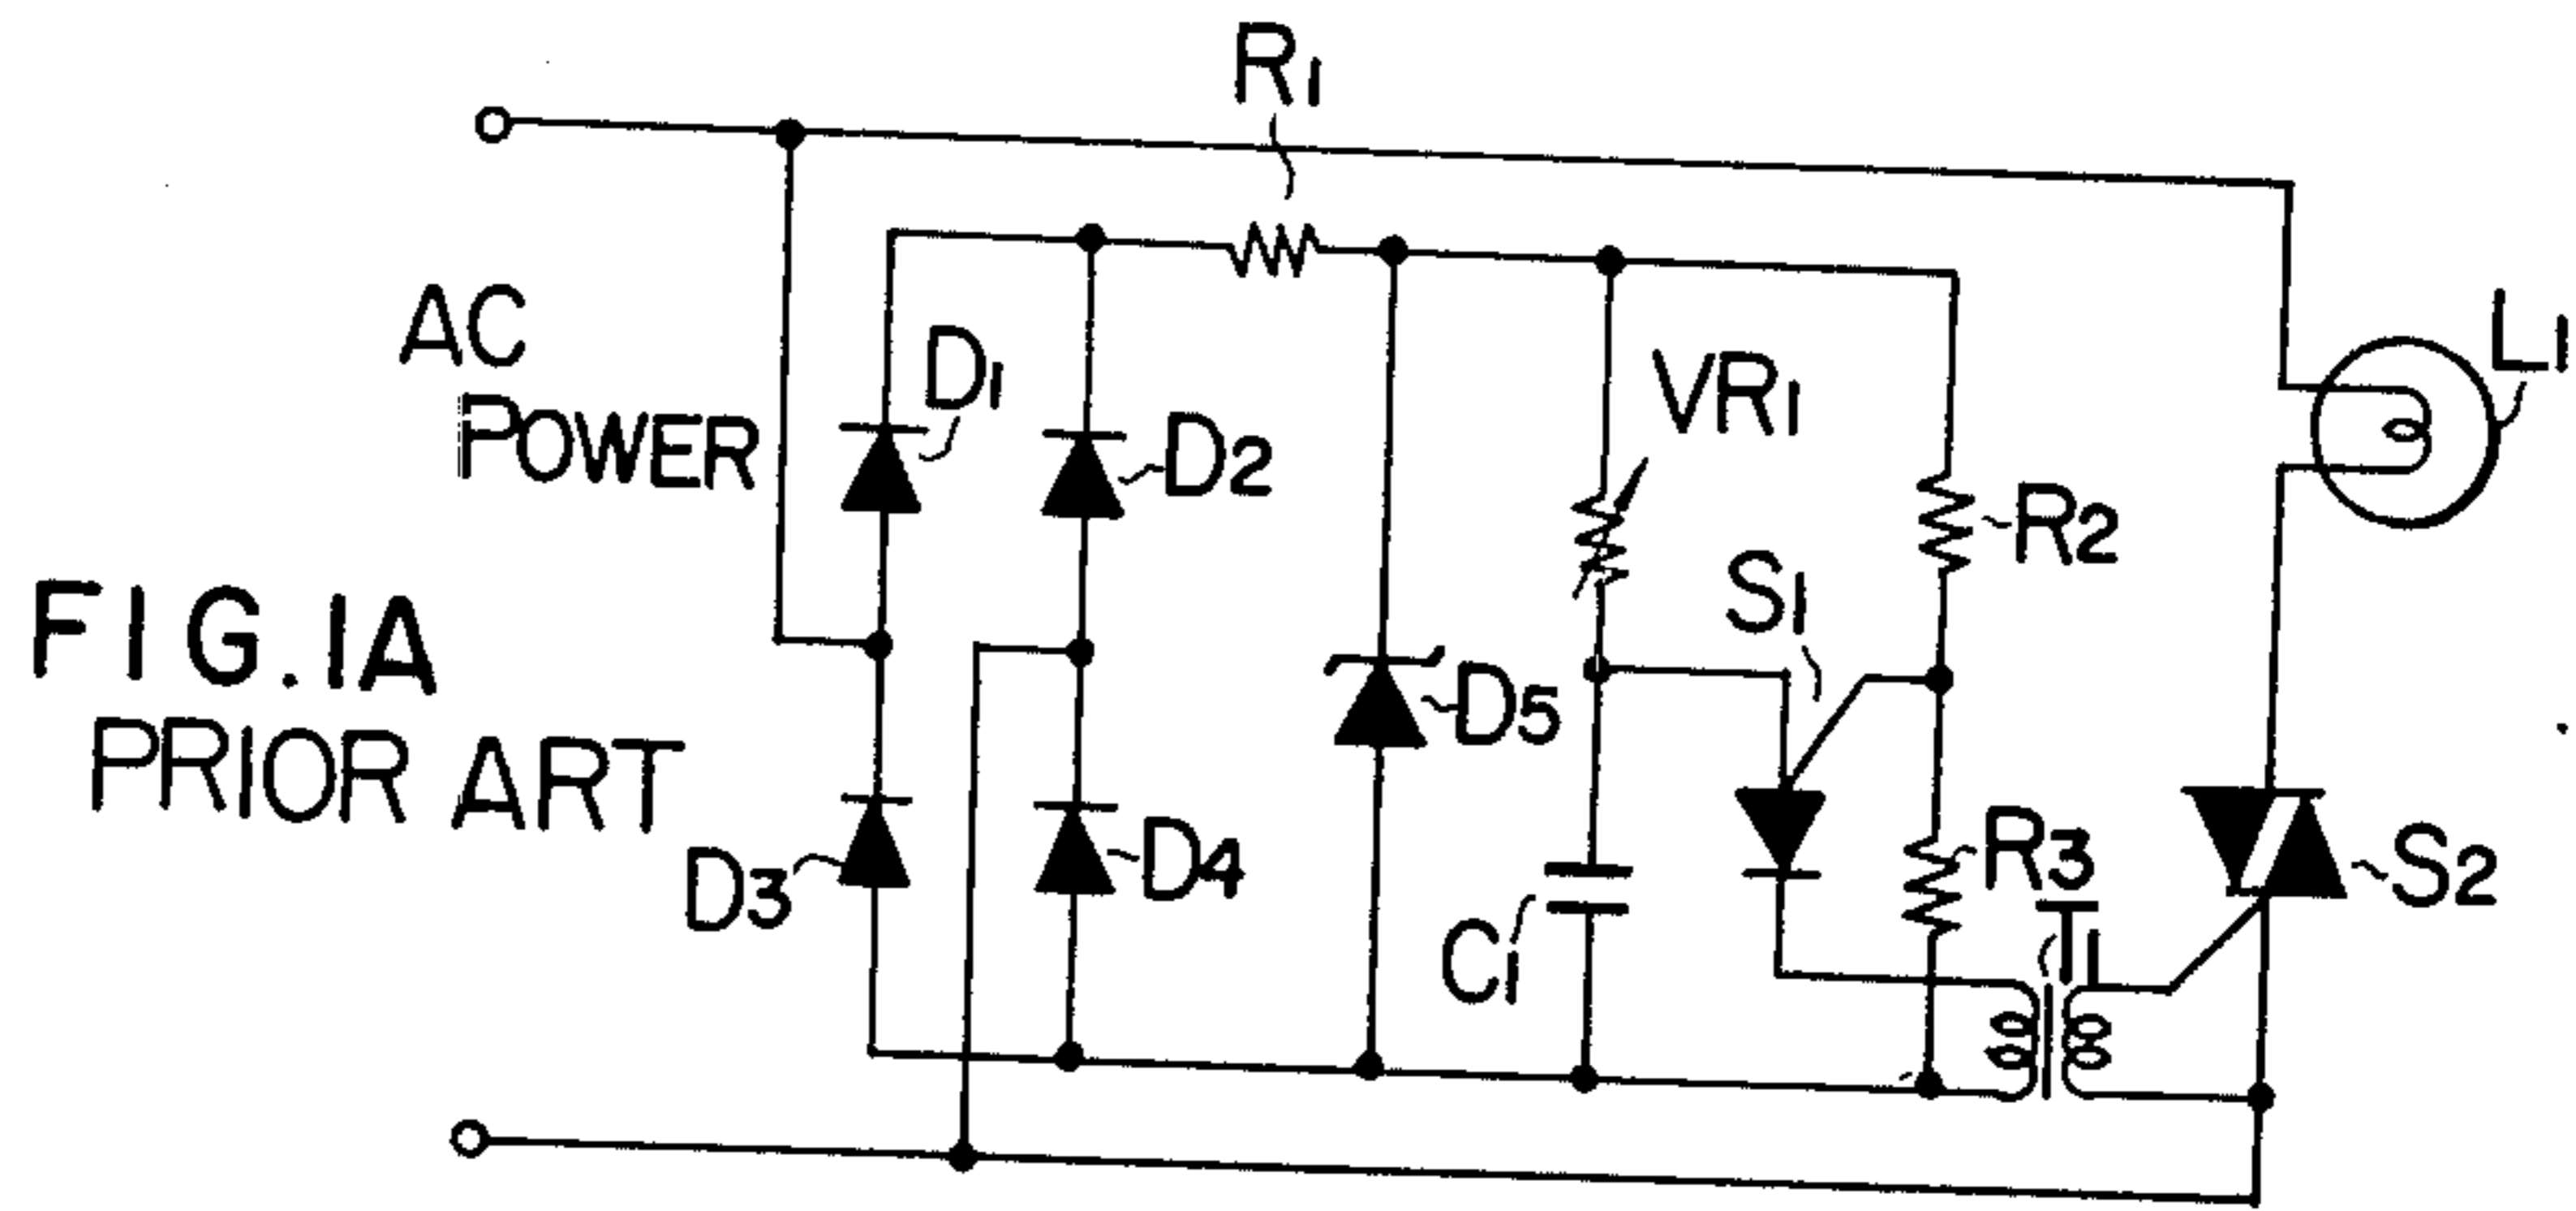 R1
AC
POWER
D1
D2
VR1
L1
R2
S1
FIG. 1A
PRIOR ART
D5
D3
D4
C1
R3
T1
S2